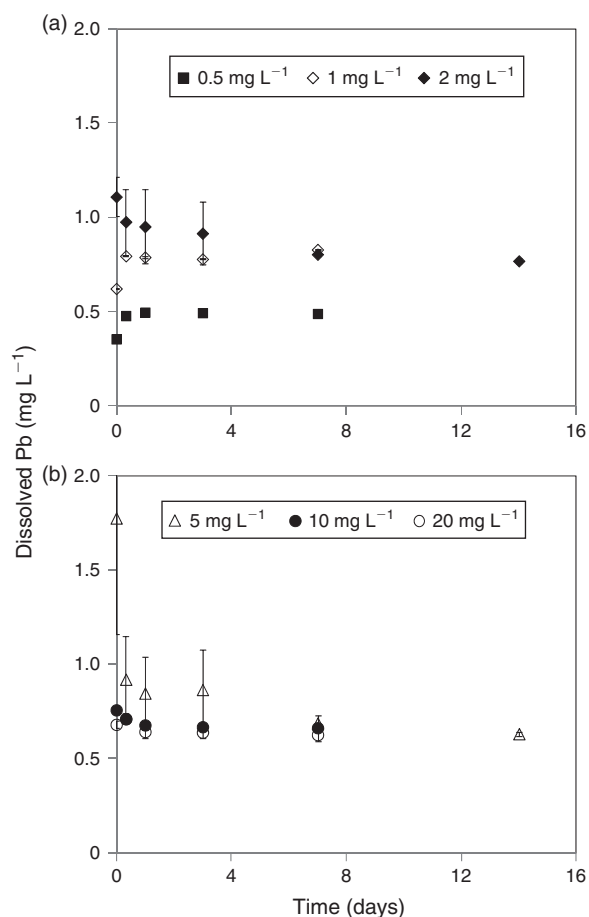 (a)
2.0
■ 0.5 mg L⁻¹ ◇ 1 mg L⁻¹ ◆ 2 mg L⁻¹
1.5
1.0
0.5
0
0 4 8 12 16
Dissolved Pb (mg L⁻¹)
(b)
2.0
△ 5 mg L⁻¹ ● 10 mg L⁻¹ ○ 20 mg L⁻¹
1.5
1.0
0.5
0
0 4 8 12 16
Time (days)